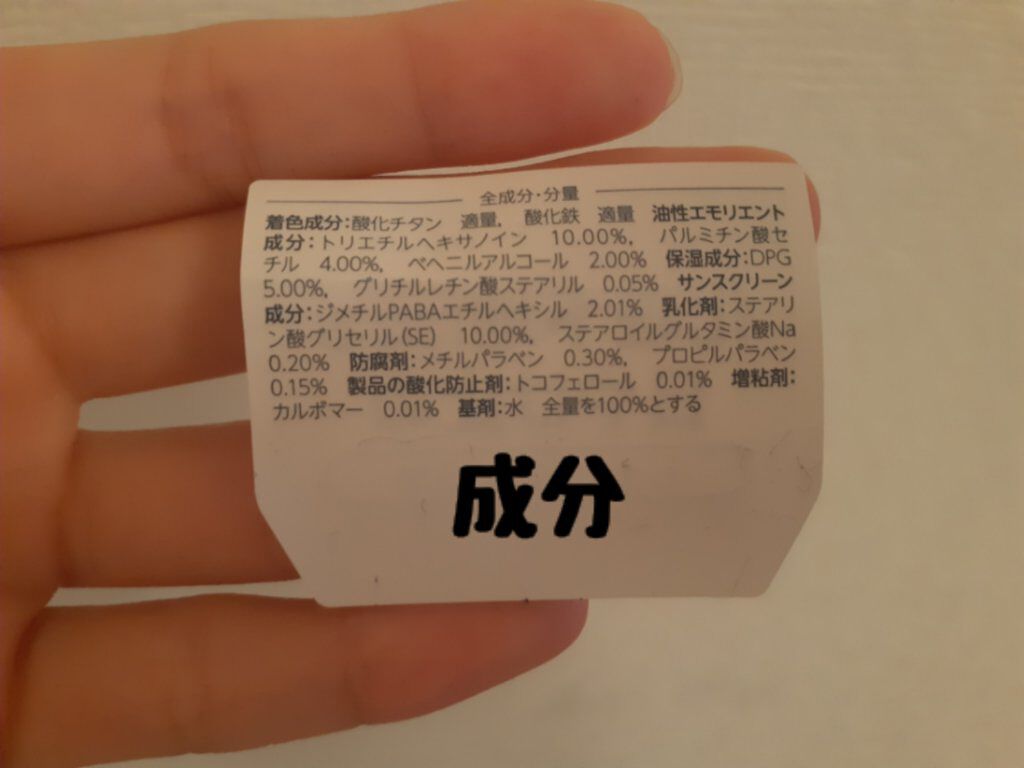 全成分・分量
着色成分：酸化チタン　適量，　酸化鉄　適量　油性エモリエント
成分：トリエチルヘキサノイン　10.00%，　パルミチン酸セ
チル　4.00%，　ベヘニルアルコール　2.00%　保湿成分：DPG
5.00%，　グリチルレチン酸ステアリル　0.05%　サンスクリーン
成分：ジメチルPABAエチルヘキシル　2.01%　乳化剤：ステアリ
ン酸グリセリル（SE）　10.00%，　ステアロイルグルタミン酸Na
0.20%　防腐剤：メチルパラベン　0.30%，　プロピルパラベン
0.15%　製品の酸化防止剤：トコフェロール　0.01%　増粘剤：
カルボマー　0.01%　基剤：水　全量を100%とする
成分